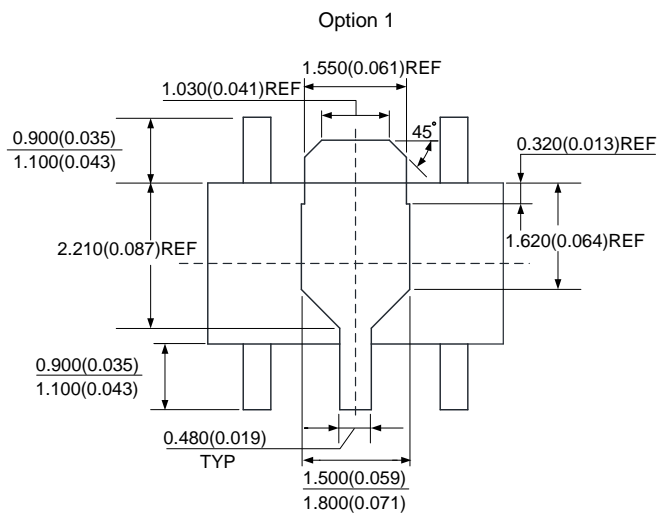 Option 1
1.550(0.061)REF
1.030(0.041)REF
45°
0.900(0.035)
1.100(0.043)
0.320(0.013)REF
2.210(0.087)REF
1.620(0.064)REF
0.900(0.035)
1.100(0.043)
0.480(0.019)
TYP
1.500(0.059)
1.800(0.071)